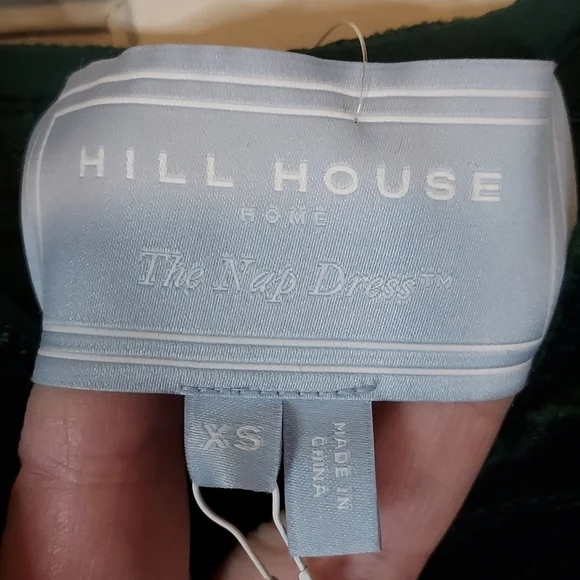 HILL HOUSE
HOME
The Nap Dress™
XS
MADE IN
CHINA